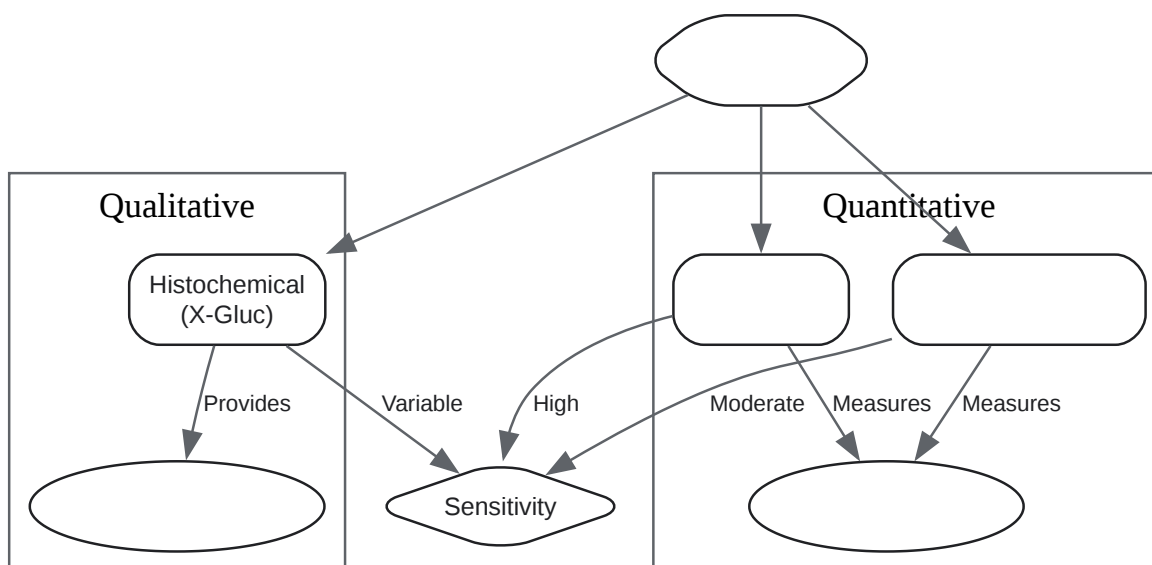 Qualitative
Quantitative
Histochemical
(X-Gluc)
Provides
Variable
High
Moderate
Measures
Measures
Sensitivity